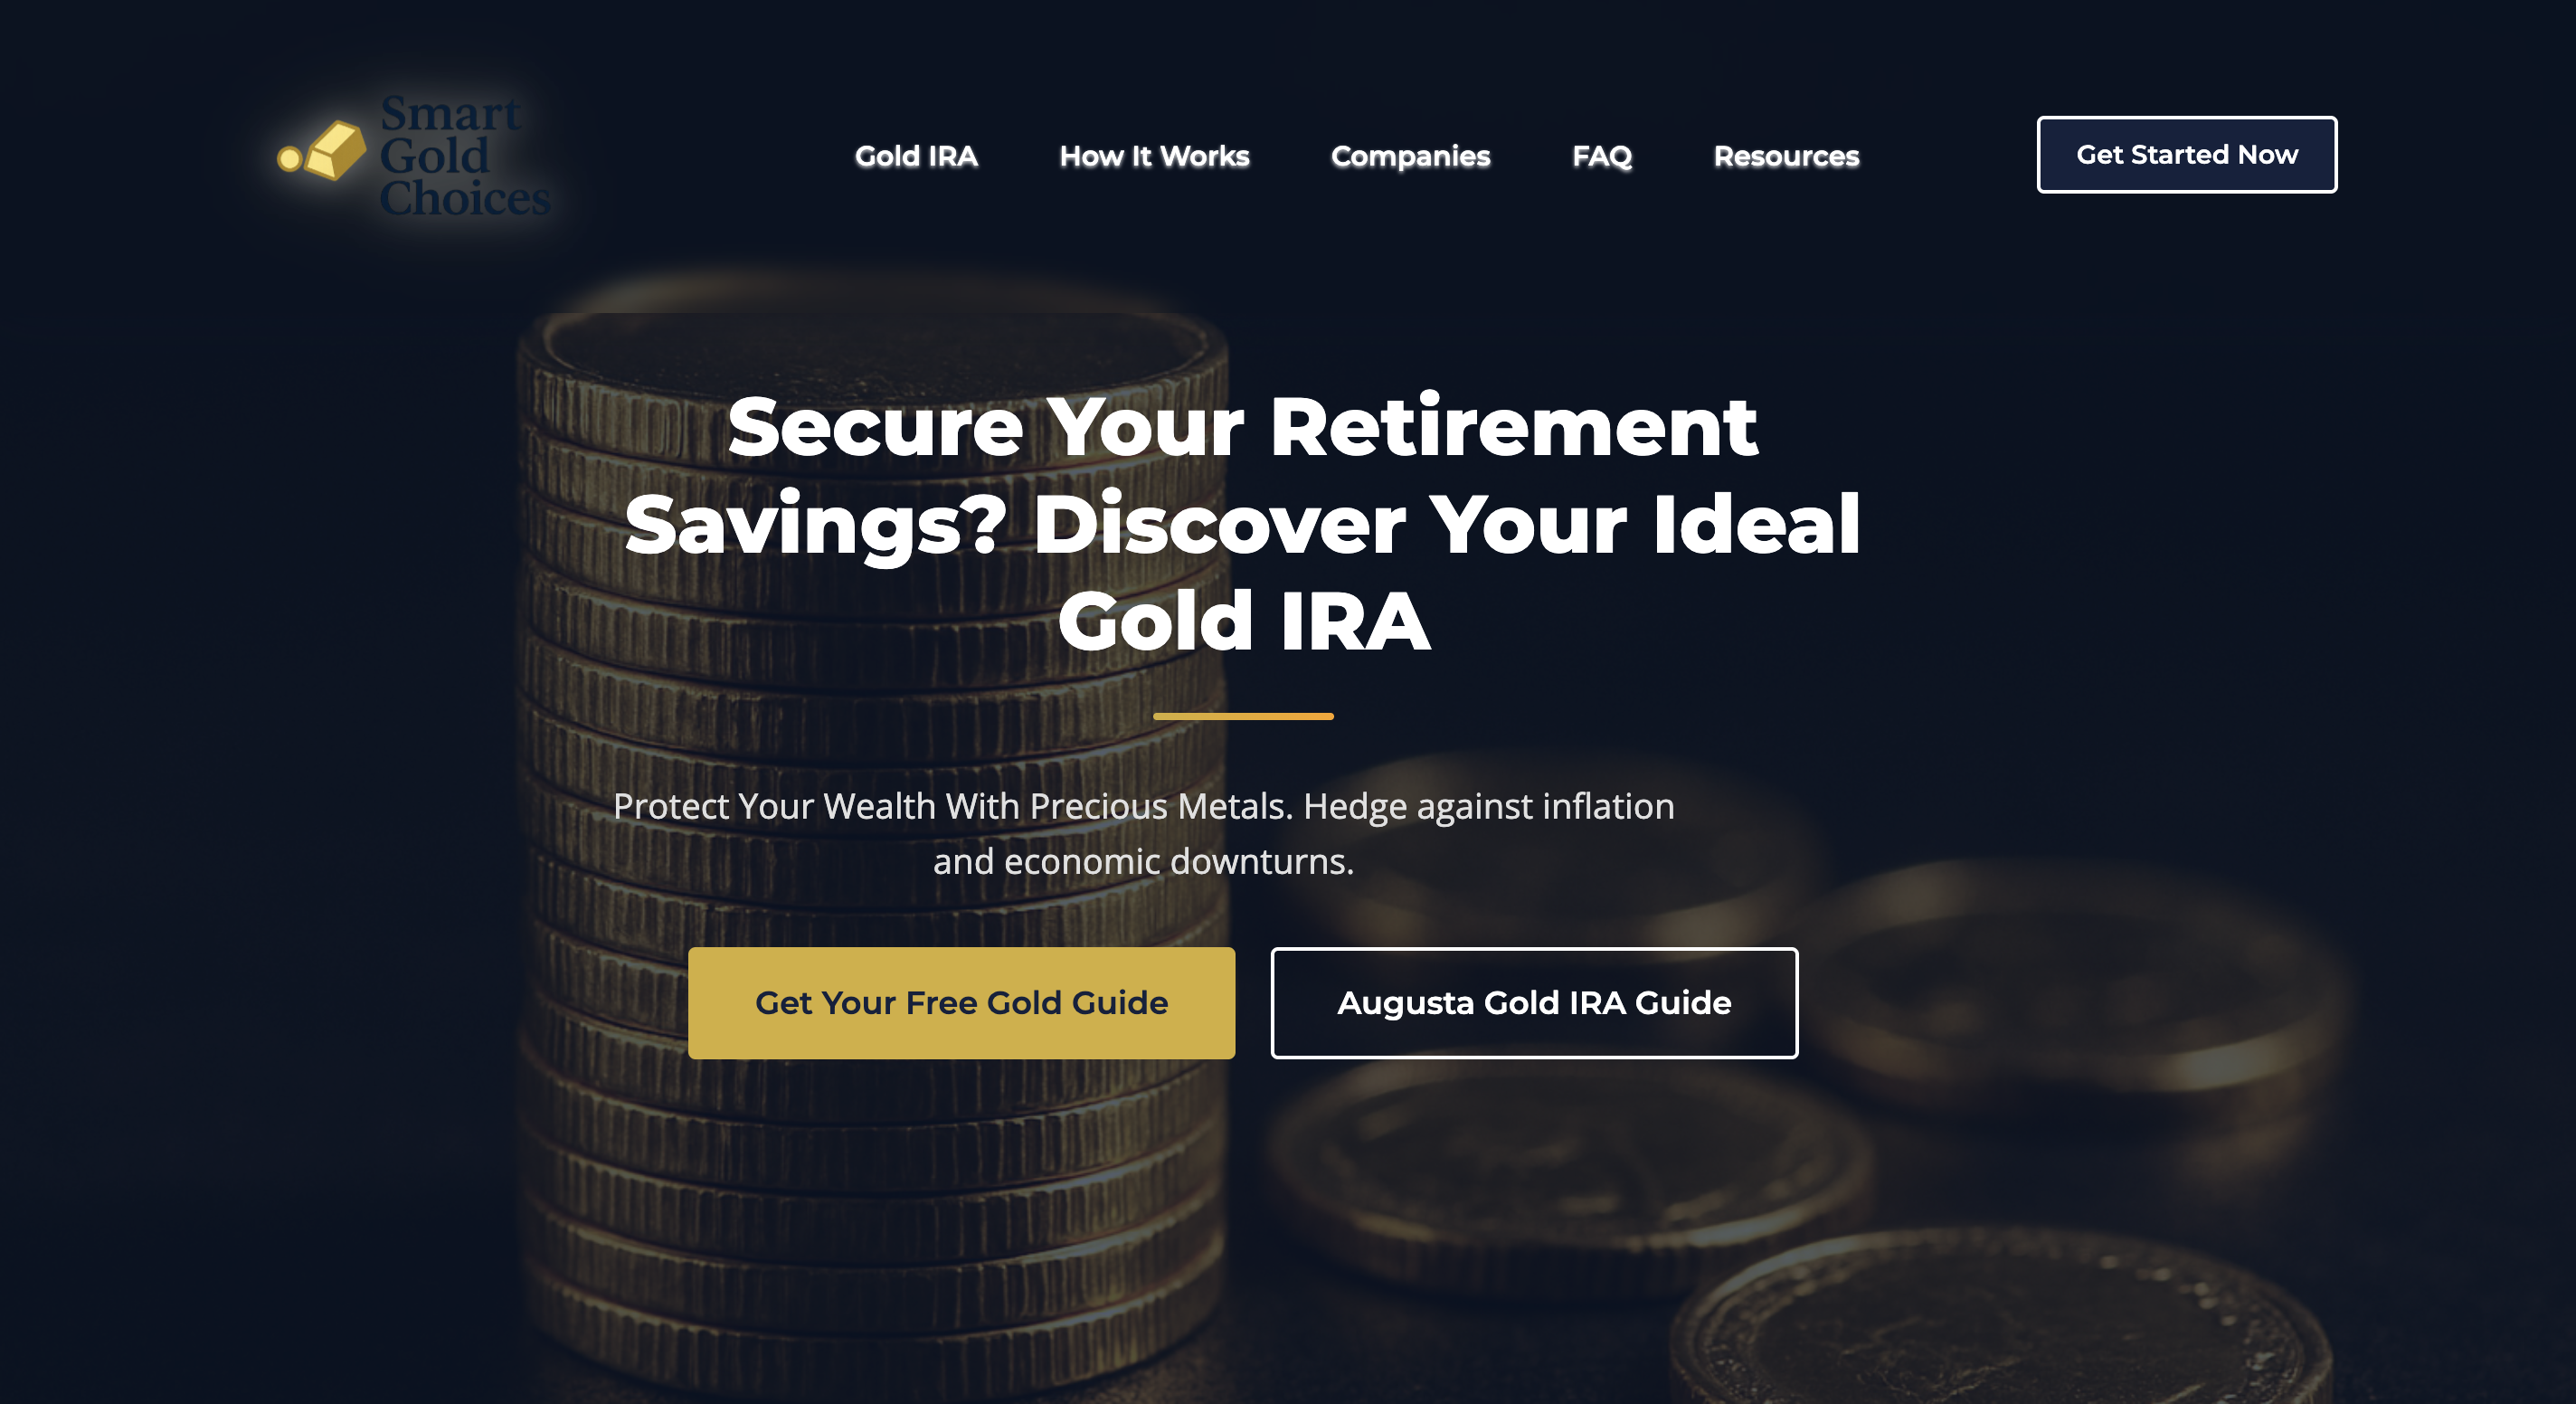 Smart
Gold
Choices
Gold IRA
How It Works
Companies
FAQ
Resources
Get Started Now
Secure Your Retirement
Savings? Discover Your Ideal
Gold IRA
Protect Your Wealth With Precious Metals. Hedge against inflation
and economic downturns.
Get Your Free Gold Guide
Augusta Gold IRA Guide